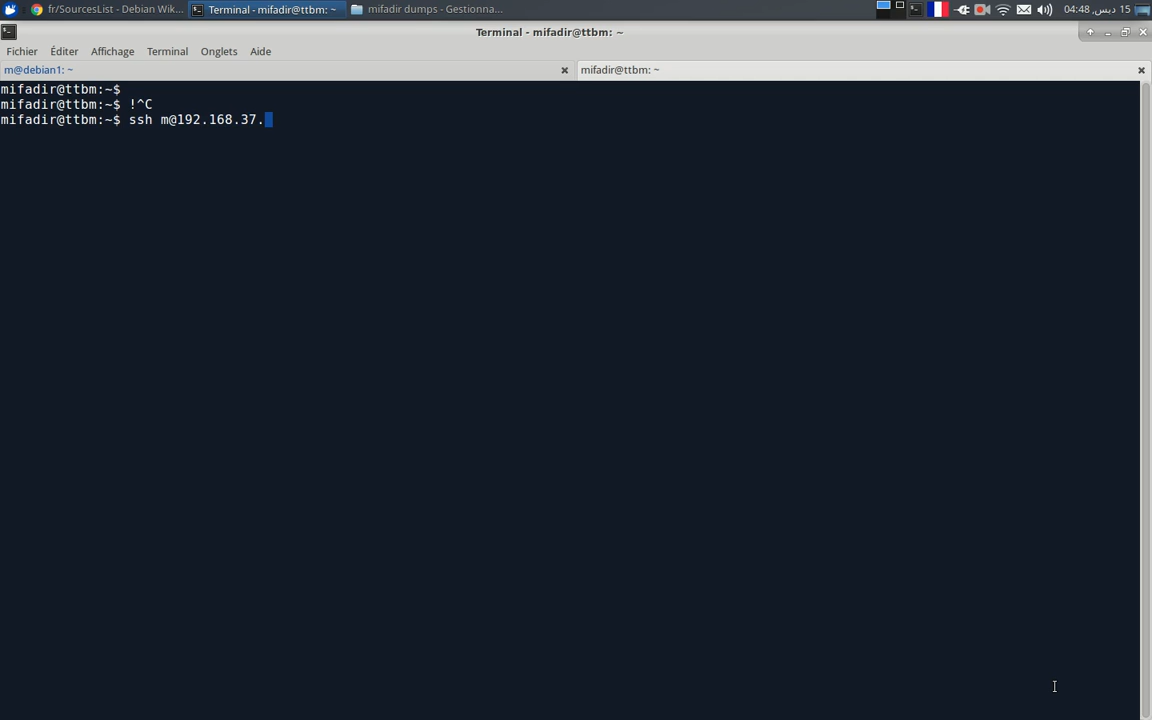 fr/SourcesList - Debian Wik... Terminal - mifadir@ttbm: ~ mifadir dumps - Gestionna... 04:48 ,ديس 15
Terminal - mifadir@ttbm: ~
Fichier Éditer Affichage Terminal Onglets Aide
m@debian1: ~ mifadir@ttbm: ~
mifadir@ttbm:~$
mifadir@ttbm:~$ !^C
mifadir@ttbm:~$ ssh m@192.168.37.